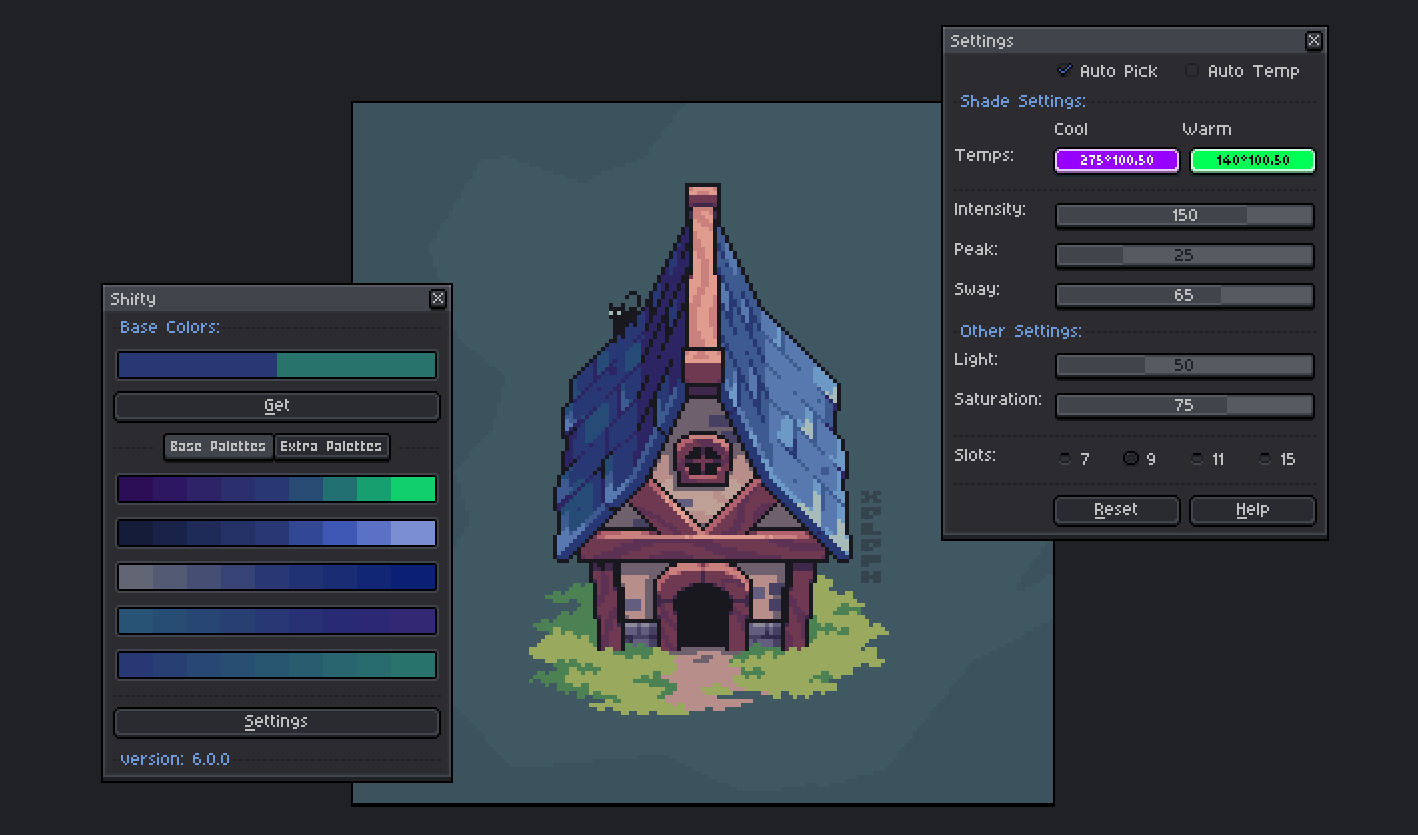 Shifty
Base Colors:
Get
Base Palettes Extra Palettes
Settings
version: 6.0.0
Settings
Auto Pick Auto Temp
Shade Settings:
Cool Warm
Temps: 275°100.50 140°100.50
Intensity: 150
Peak: 25
Sway: 65
Other Settings:
Light: 50
Saturation: 75
Slots: 7 9 11 15
Reset Help